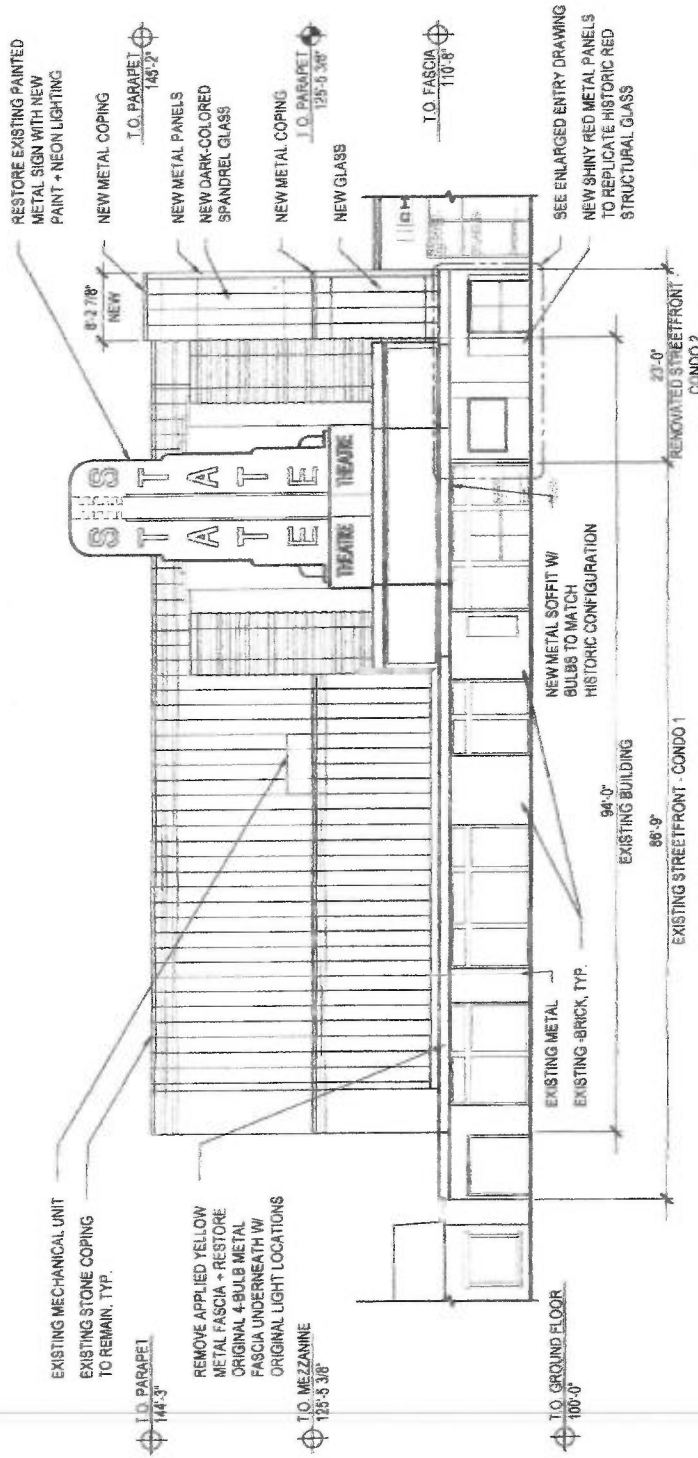 RESTORE EXISTING PAINTED
METAL SIGN WITH NEW
PAINT + NEON LIGHTING
NEW METAL COPING
T.O. PARAPET
145'-2"
NEW METAL PANELS
NEW DARK-COLORED
SPANDREL GLASS
NEW METAL COPING
T.O. PARAPET
125'-5 3/8"
NEW GLASS
T.O. FASCIA
110'-8"
SEE ENLARGED ENTRY DRAWING
NEW SHINY RED METAL PANELS
TO REPLICATE HISTORIC RED
STRUCTURAL GLASS
8'-2 7/8"
NEW
S S
T T
A A
T T
E E
THEATRE THEATRE
EXISTING MECHANICAL UNIT
EXISTING STONE COPING
TO REMAIN, TYP.
T.O. PARAPET
144'-3"
REMOVE APPLIED YELLOW
METAL FASCIA + RESTORE
ORIGINAL 4-BULB METAL
FASCIA UNDERNEATH W/
ORIGINAL LIGHT LOCATIONS
T.O. MEZZANINE
125'-5 3/8"
T.O. GROUND FLOOR
100'-0"
EXISTING METAL
EXISTING BRICK, TYP.
NEW METAL SOFFIT W/
BULBS TO MATCH
HISTORIC CONFIGURATION
94'-0"
EXISTING BUILDING
86'-9"
EXISTING STREETFRONT - CONDO 1
23'-0"
RENOVATED STREETFRONT -
CONDO 2